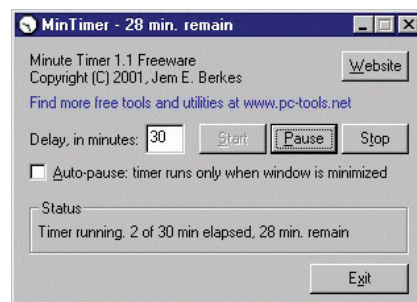 MinTimer - 28 min. remain
Minute Timer 1.1 Freeware
Website
Copyright (C) 2001, Jem E. Berkes
Find more free tools and utilities at www.pc-tools.net
Delay, in minutes: 30 Start Pause Stop
Auto-pause: timer runs only when window is minimized
Status
Timer running. 2 of 30 min elapsed, 28 min. remain
Exit